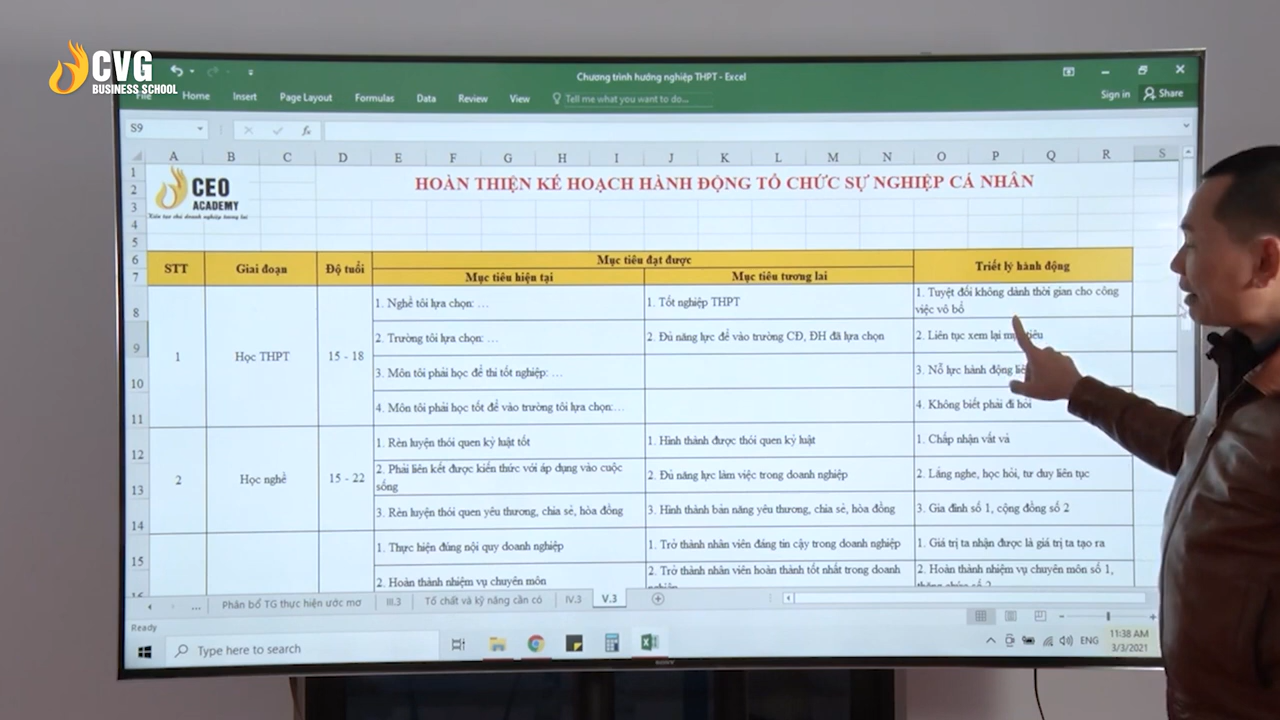 CVG
BUSINESS SCHOOL
Chương trình hướng nghiệp THPT - Excel
File Home Insert Page Layout Formulas Data Review View Tell me what you want to do... Sign in Share
S9 fx
A B C D E F G H I J K L M N O P Q R S
1
2
3
4
5
6
7
8
9
10
11
12
13
14
15
CEO
ACADEMY
HOÀN THIỆN KẾ HOẠCH HÀNH ĐỘNG TỔ CHỨC SỰ NGHIỆP CÁ NHÂN
STT Giai đoạn Độ tuổi Mục tiêu đạt được Triết lý hành động
Mục tiêu hiện tại Mục tiêu tương lai
1 Học THPT 15 - 18
1. Nghề tôi lựa chọn: … 1. Tốt nghiệp THPT 1. Tuyệt đối không dành thời gian cho công
việc vô bổ
2. Trường tôi lựa chọn: … 2. Đủ năng lực để vào trường CĐ, ĐH đã lựa chọn 2. Liên tục xem lại mục tiêu
3. Môn tôi phải học để thi tốt nghiệp: … 3. Nỗ lực hành động
4. Môn tôi phải học tốt để vào trường tôi lựa chọn:… 4. Không biết phải đi hỏi
2 Học nghề 15 - 22
1. Rèn luyện thói quen kỷ luật tốt 1. Hình thành được thói quen kỷ luật 1. Chấp nhận vất vả
2. Phải liên kết được kiến thức với áp dụng vào cuộc
sống 2. Đủ năng lực làm việc trong doanh nghiệp 2. Lắng nghe, học hỏi, tư duy liên tục
3. Rèn luyện thói quen yêu thương, chia sẻ, hòa đồng 3. Hình thành bản năng yêu thương, chia sẻ, hòa đồng 3. Gia đình số 1, cộng đồng số 2
1. Thực hiện đúng nội quy doanh nghiệp 1. Trở thành nhân viên đáng tin cậy trong doanh nghiệp 1. Giá trị ta nhận được là giá trị ta tạo ra
2. Hoàn thành nhiệm vụ chuyên môn 2. Trở thành nhân viên hoàn thành tốt nhất trong doanh 2. Hoàn thành nhiệm vụ chuyên môn số 1,
... Phân bổ TG thực hiện ước mơ III.3 Tố chất và kỹ năng cần có IV.3 V.3
Ready
Type here to search
ENG
11:38 AM
3/3/2021
SONY